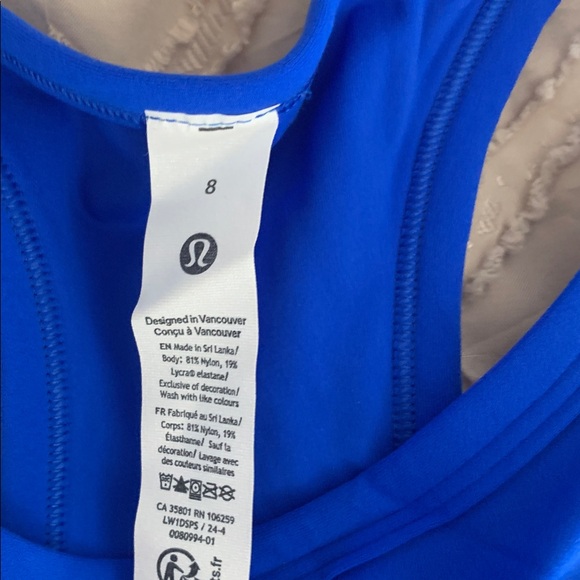 8
Designed in Vancouver
Conçu à Vancouver
EN Made in Sri Lanka/
Body: 81% Nylon, 19%
Lycra® elastane/
Exclusive of decoration/
Wash with like colours
FR Fabriqué au Sri Lanka/
Corps: 81% Nylon, 19%
Élasthanne/ Sauf la
décoration/ Lavage avec
des couleurs similaires
CA 35801 RN 106259
LW1DSPS / 24-4
0080994-01
ts.fr